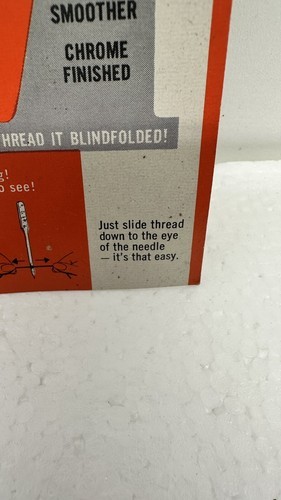 SMOOTHER
CHROME
FINISHED
THREAD IT BLINDFOLDED!
g!
o see!
Just slide thread
down to the eye
of the needle
— it's that easy.